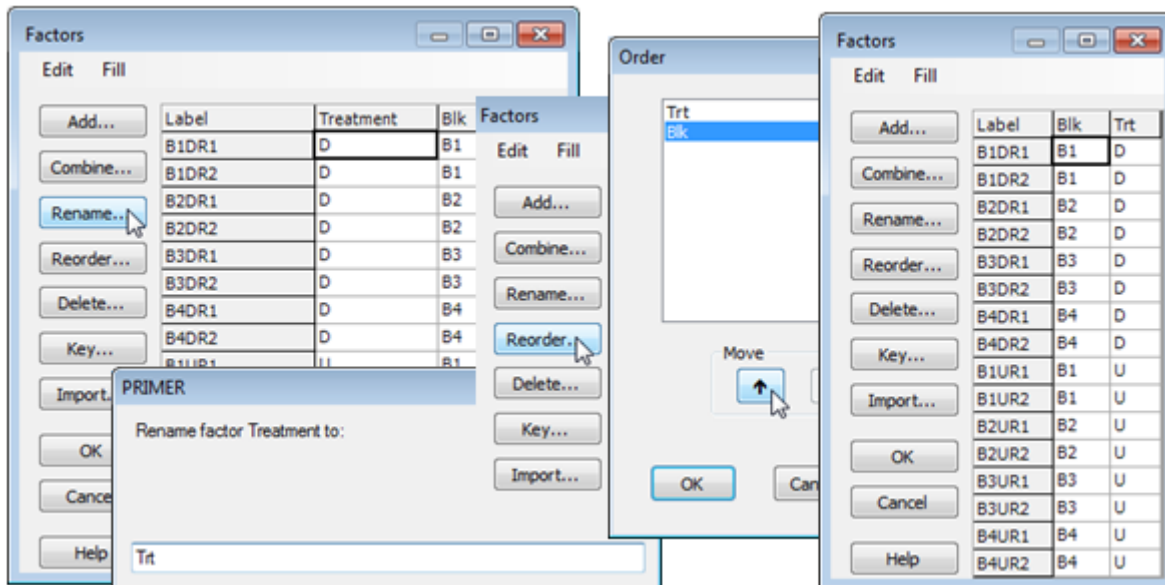 Factors
Edit Fill
Add...
Combine...
Rename...
Reorder...
Delete...
Key...
Import...
OK
Cance
Help
Label Treatment Blk
B1DR1 D B1
B1DR2 D B1
B2DR1 D B2
B2DR2 D B2
B3DR1 D B3
B3DR2 D B3
B4DR1 D B4
B4DR2 D B4
B1UR1 U B1
PRIMER
Rename factor Treatment to:
Trt
Factors
Edit Fill
Add...
Combine...
Rename...
Reorder...
Delete...
Key...
Import...
Order
Trt
Blk
Move
OK
Can
Factors
Edit Fill
Add...
Combine...
Rename...
Reorder...
Delete...
Key...
Import...
OK
Cancel
Help
Label Blk Trt
B1DR1 B1 D
B1DR2 B1 D
B2DR1 B2 D
B2DR2 B2 D
B3DR1 B3 D
B3DR2 B3 D
B4DR1 B4 D
B4DR2 B4 D
B1UR1 B1 U
B1UR2 B1 U
B2UR1 B2 U
B2UR2 B2 U
B3UR1 B3 U
B3UR2 B3 U
B4UR1 B4 U
B4UR2 B4 U